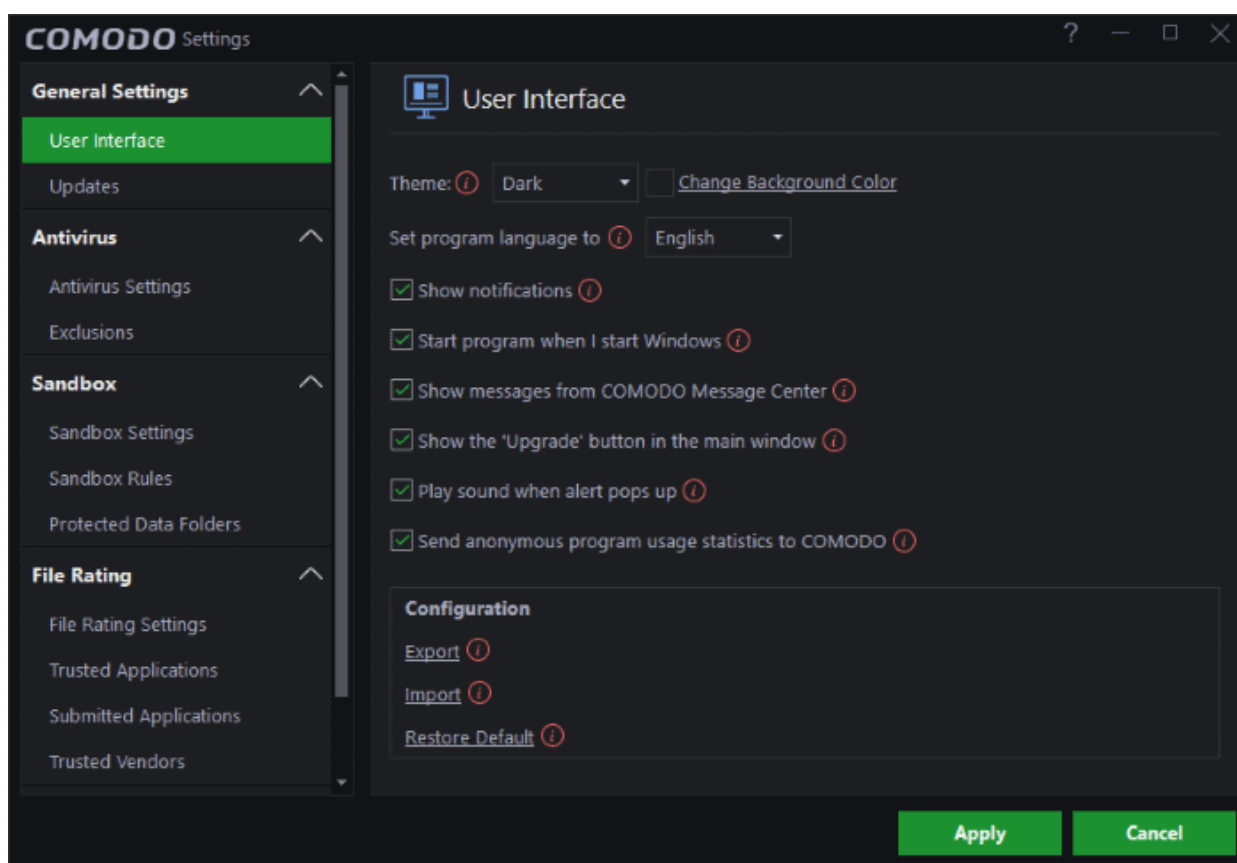 COMODO Settings
?
General Settings
User Interface
Updates
Antivirus
Antivirus Settings
Exclusions
Sandbox
Sandbox Settings
Sandbox Rules
Protected Data Folders
File Rating
File Rating Settings
Trusted Applications
Submitted Applications
Trusted Vendors
User Interface
Theme: i Dark Change Background Color
Set program language to i English
Show notifications i
Start program when I start Windows i
Show messages from COMODO Message Center i
Show the 'Upgrade' button in the main window i
Play sound when alert pops up i
Send anonymous program usage statistics to COMODO i
Configuration
Export i
Import i
Restore Default i
Apply Cancel